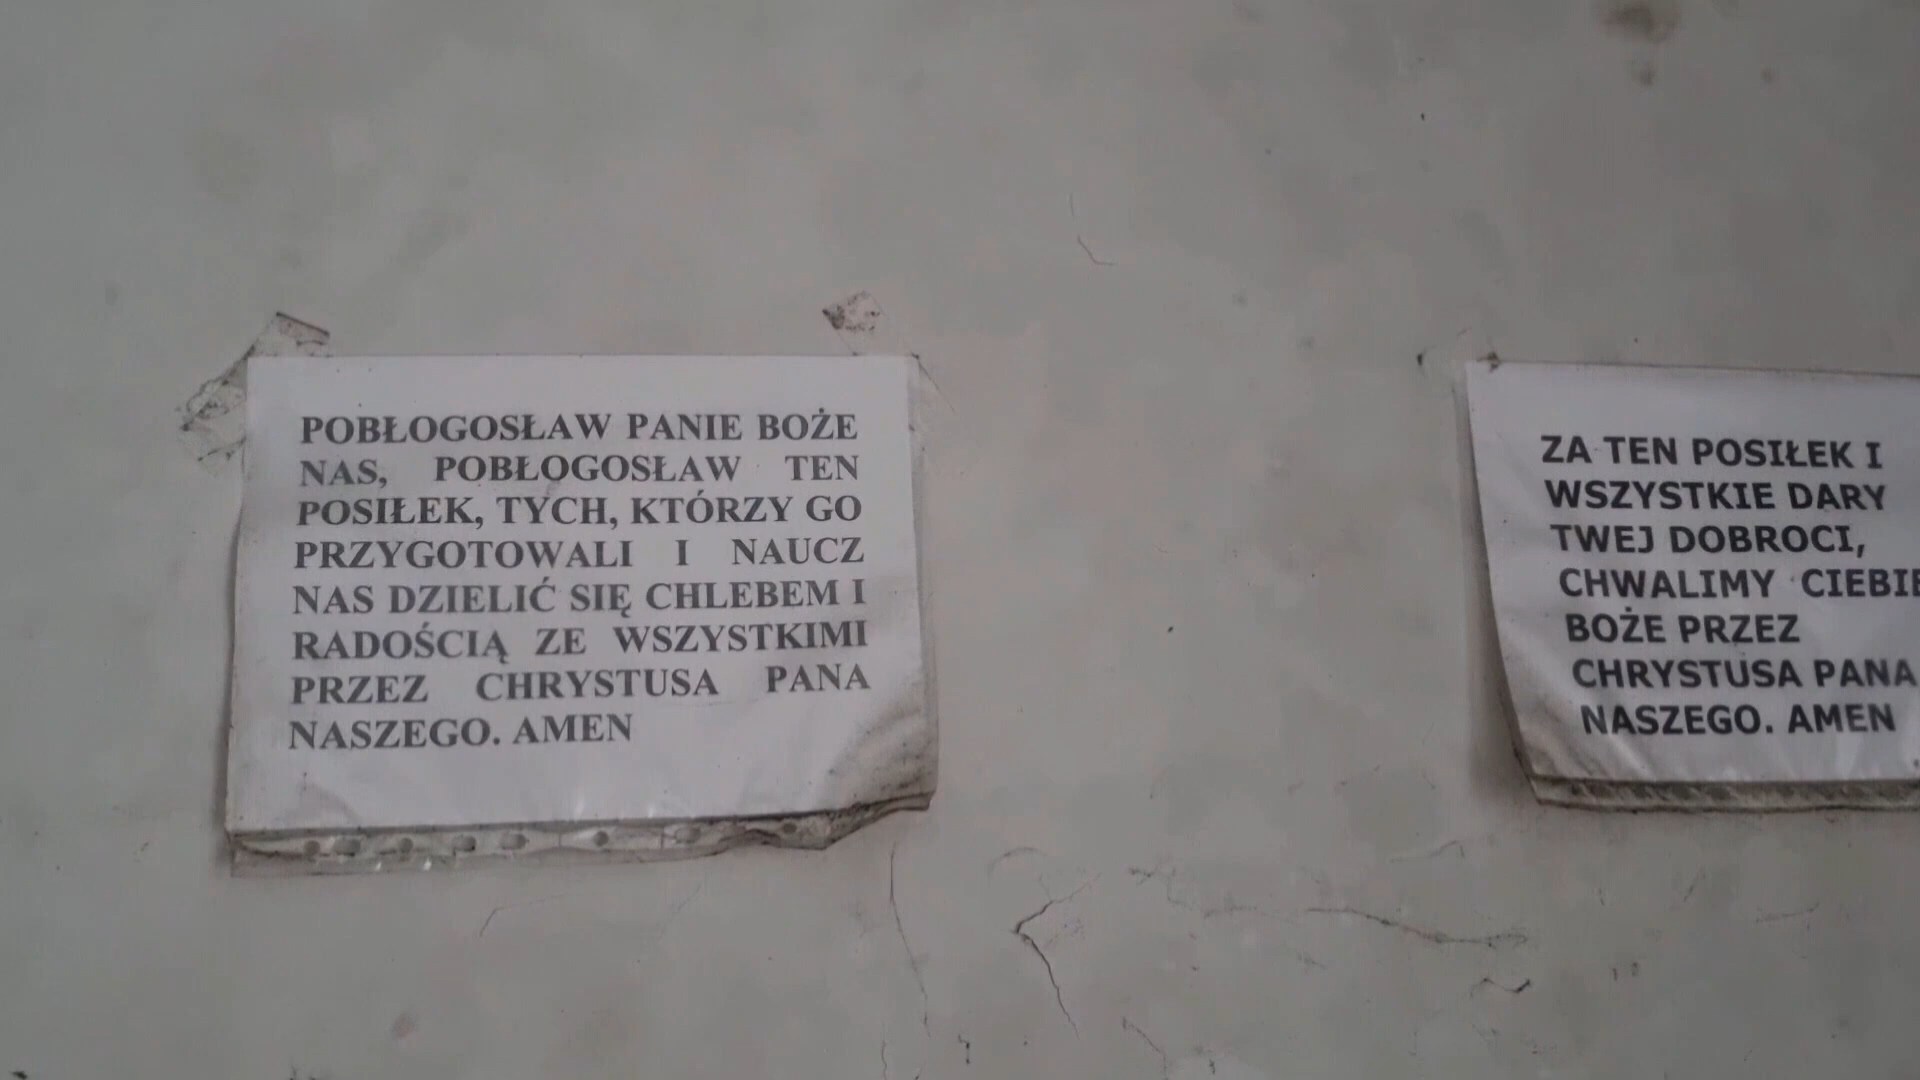 POBŁOGOSŁAW PANIE BOŻE
NAS, POBŁOGOSŁAW TEN
POSIŁEK, TYCH, KTÓRZY GO
PRZYGOTOWALI I NAUCZ
NAS DZIELIĆ SIĘ CHLEBEM I
RADOŚCIĄ ZE WSZYSTKIMI
PRZEZ CHRYSTUSA PANA
NASZEGO. AMEN
ZA TEN POSIŁEK I
WSZYSTKIE DARY
TWEJ DOBROCI,
CHWALIMY CIEBIE
BOŻE PRZEZ
CHRYSTUSA PANA
NASZEGO. AMEN